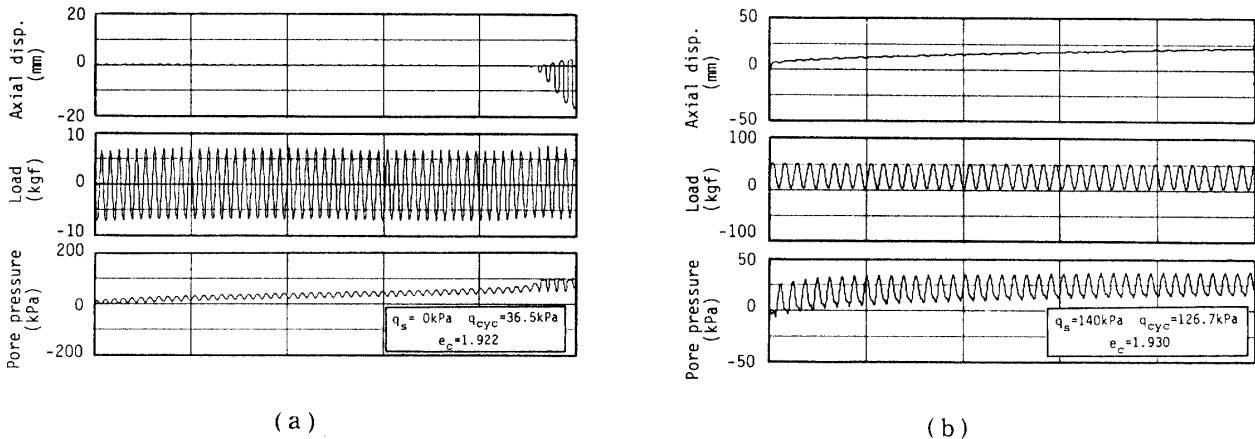 Axial disp.
(mm)
20
0
-20
Load
(kgf)
10
0
-10
Pore pressure
(kPa)
200
0
-200
q_s= 0kPa q_cyc=36.5kPa
e_c=1.922
(a)
Axial disp.
(mm)
50
0
-50
Load
(kgf)
100
0
-100
Pore pressure
(kPa)
50
0
-50
q_s=140kPa q_cyc=126.7kPa
e_c=1.930
(b)